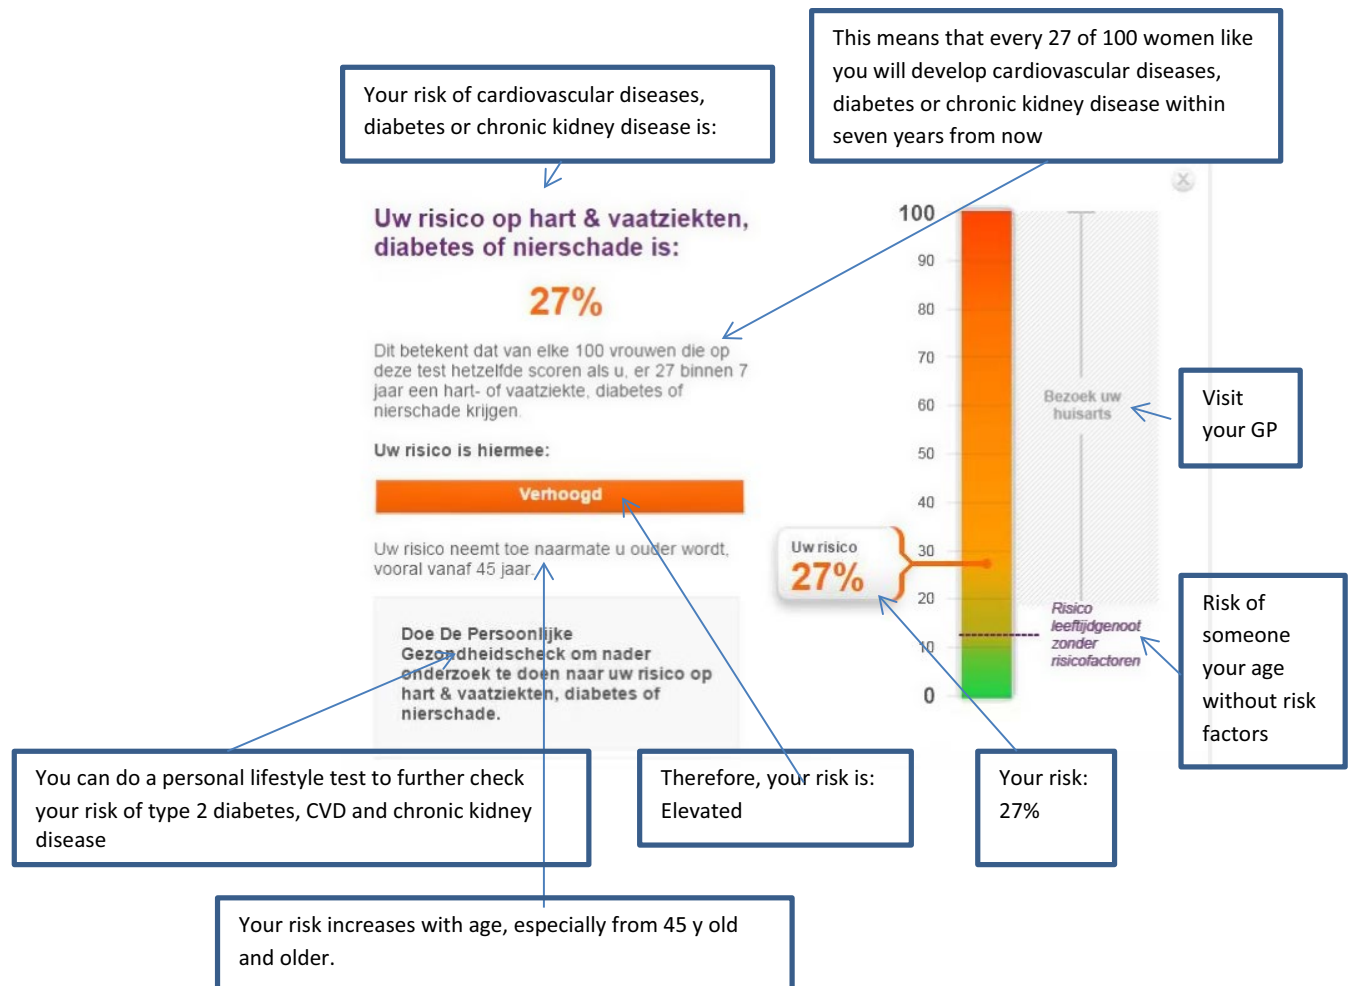 This means that every 27 of 100 women like
you will develop cardiovascular diseases,
diabetes or chronic kidney disease within
seven years from now
Your risk of cardiovascular diseases,
diabetes or chronic kidney disease is:
Uw risico op hart & vaatziekten,
diabetes of nierschade is:
27%
Dit betekent dat van elke 100 vrouwen die op
deze test hetzelfde scoren als u, er 27 binnen 7
jaar een hart- of vaatziekte, diabetes of
nierschade krijgen.
Uw risico is hiermee:
Verhoogd
Uw risico neemt toe naarmate u ouder wordt,
vooral vanaf 45 jaar.
Doe De Persoonlijke
Gezondheidscheck om nader
onderzoek te doen naar uw risico op
hart & vaatziekten, diabetes of
nierschade.
100
90
80
70
60
50
40
30
20
10
0
Uw risico
27%
Bezoek uw
huisarts
Risico
leeftijdgenoot
zonder
risicofactoren
Visit
your GP
Risk of
someone
your age
without risk
factors
You can do a personal lifestyle test to further check
your risk of type 2 diabetes, CVD and chronic kidney
disease
Therefore, your risk is:
Elevated
Your risk:
27%
Your risk increases with age, especially from 45 y old
and older.